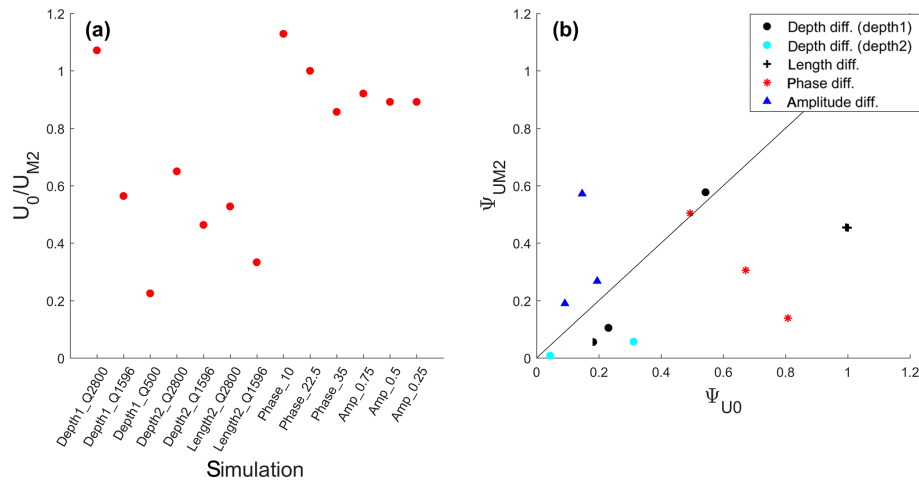 (a)
1.2
1
0.8
0.6
0.4
0.2
0
U0/UM2
Depth1_Q2800
Depth1_Q1596
Depth1_Q500
Depth2_Q2800
Depth2_Q1596
Length2_Q2800
Length2_Q1596
Phase_10
Phase_22.5
Phase_35
Amp_0.75
Amp_0.5
Amp_0.25
Simulation
(b)
Depth diff. (depth1)
Depth diff. (depth2)
Length diff.
Phase diff.
Amplitude diff.
1.2
1
0.8
0.6
0.4
0.2
0
ΨUM2
0 0.2 0.4 0.6 0.8 1 1.2
ΨU0